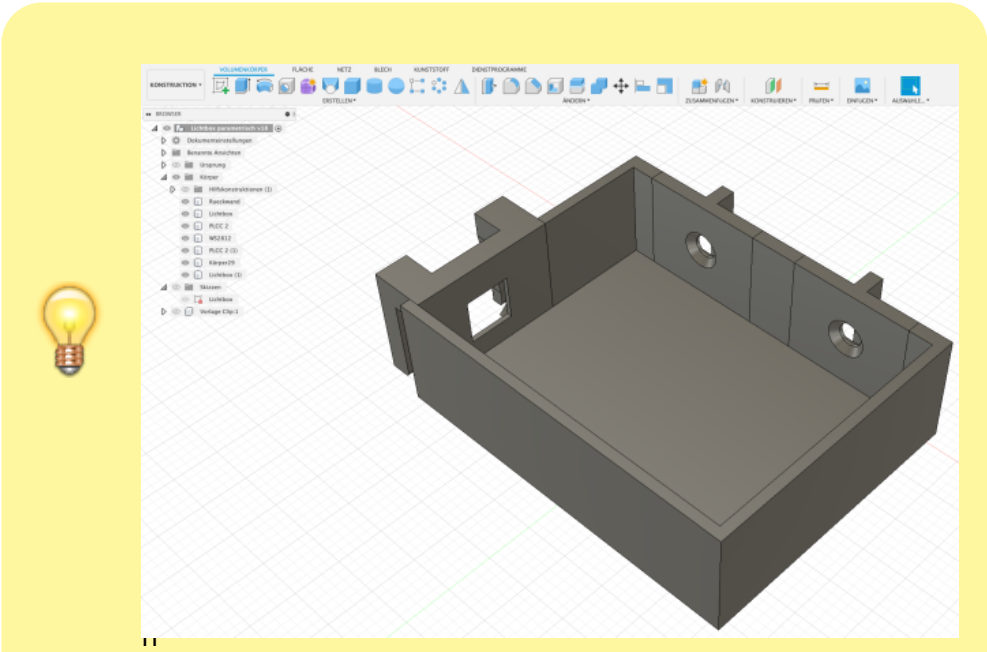 VOLUMENKÖRPER FLÄCHE NETZ BLECH KUNSTSTOFF DIENSTPROGRAMME
KONSTRUKTION
ERSTELLEN ÄNDERN ZUSAMMENFÜGEN KONSTRUIEREN PRÜFEN EINFÜGEN AUSWÄHLE...
BROWSER
Lichtbox parametrisch v18
Dokumenteinstellungen
Benannte Ansichten
Ursprung
Körper
Hilfskonstruktionen (1)
Rueckwand
Lichtbox
PLCC 2
WS2812
PLCC 2 (1)
Körper29
Lichtbox (1)
Skizzen
Lichtbox
Vorlage Clip:1